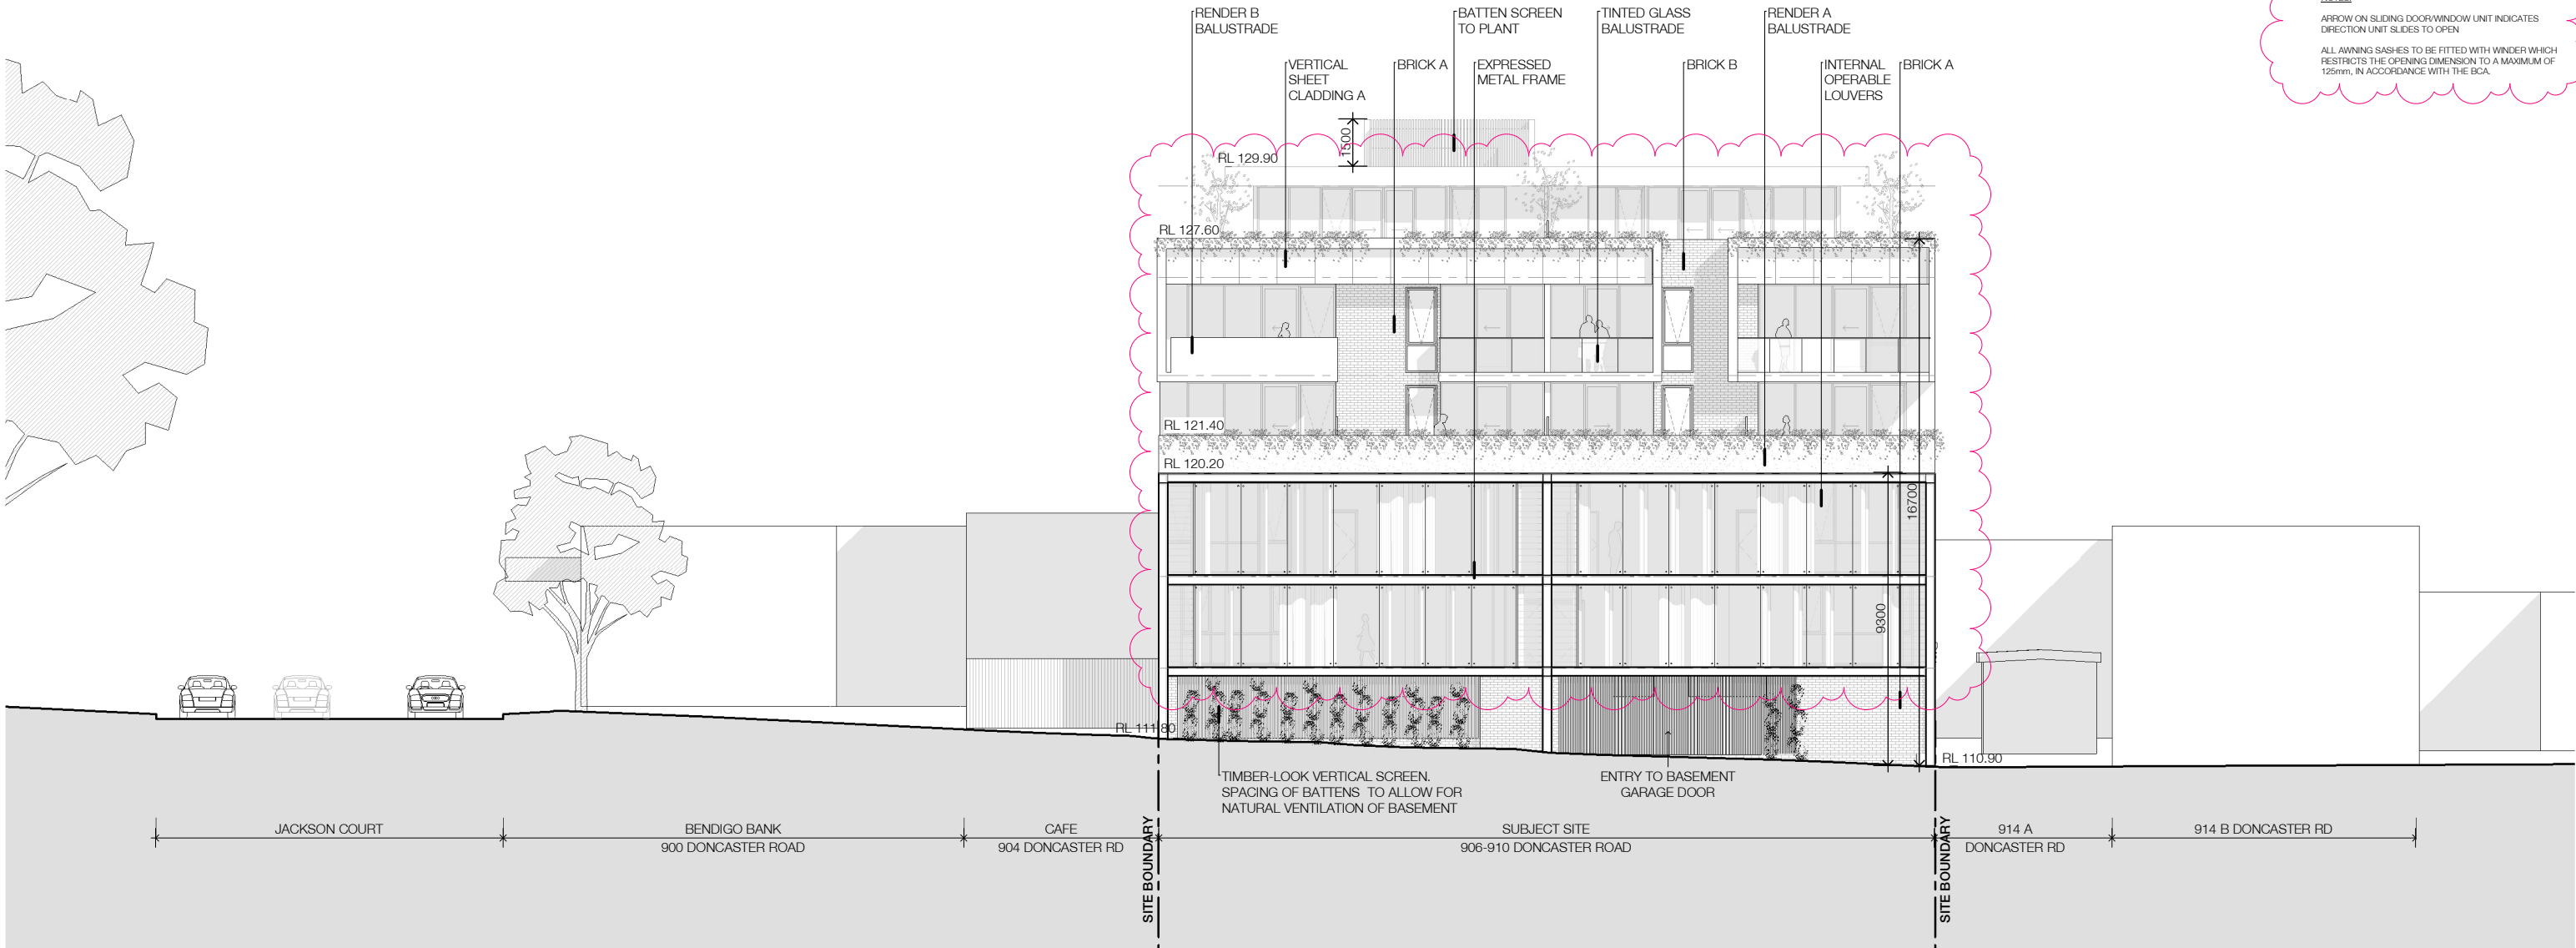 RENDER B
BALUSTRADE
BATTEN SCREEN
TO PLANT
TINTED GLASS
BALUSTRADE
RENDER A
BALUSTRADE
ARROW ON SLIDING DOOR/WINDOW UNIT INDICATES
DIRECTION UNIT SLIDES TO OPEN
ALL AWNING SASHES TO BE FITTED WITH WINDER WHICH
RESTRICTS THE OPENING DIMENSION TO A MAXIMUM OF
125mm, IN ACCORDANCE WITH THE BCA.
VERTICAL
SHEET
CLADDING A
BRICK A
EXPRESSED
METAL FRAME
BRICK B
INTERNAL
OPERABLE
LOUVERS
BRICK A
1500
RL 129.90
RL 127.60
RL 121.40
RL 120.20
16700
9300
RL 111.80
RL 110.90
TIMBER-LOOK VERTICAL SCREEN.
SPACING OF BATTENS TO ALLOW FOR
NATURAL VENTILATION OF BASEMENT
ENTRY TO BASEMENT
GARAGE DOOR
JACKSON COURT
BENDIGO BANK
900 DONCASTER ROAD
CAFE
904 DONCASTER RD
SITE BOUNDARY
SUBJECT SITE
906-910 DONCASTER ROAD
SITE BOUNDARY
914 A
DONCASTER RD
914 B DONCASTER RD